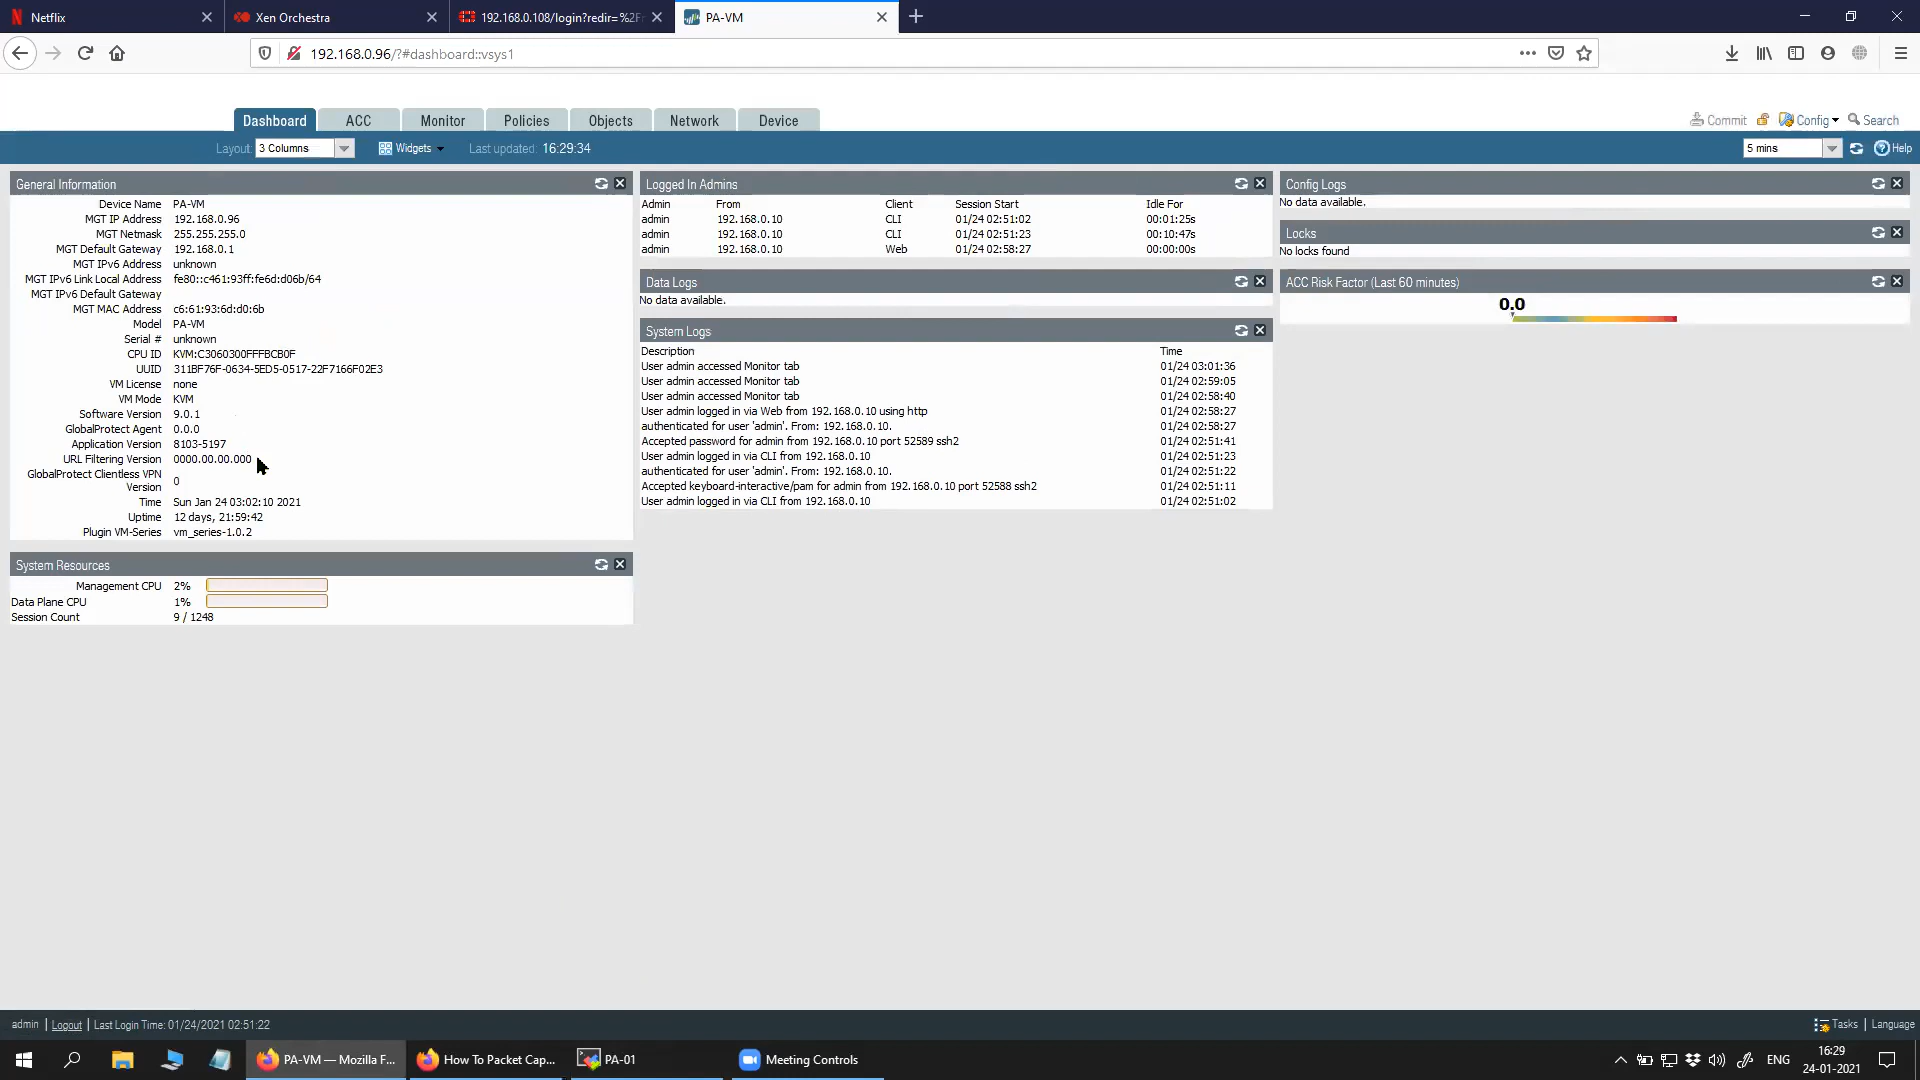 Netflix
Xen Orchestra
192.168.0.108/login?redir=%2F
PA-VM
192.168.0.96/?#dashboard::vsys1
Dashboard
ACC
Monitor
Policies
Objects
Network
Device
Commit
Config
Search
Layout: 3 Columns
Widgets
Last updated: 16:29:34
5 mins
Help
General Information
Device Name PA-VM
MGT IP Address 192.168.0.96
MGT Netmask 255.255.255.0
MGT Default Gateway 192.168.0.1
MGT IPv6 Address unknown
MGT IPv6 Link Local Address fe80::c461:93ff:fe6d:d06b/64
MGT IPv6 Default Gateway
MGT MAC Address c6:61:93:6d:d0:6b
Model PA-VM
Serial # unknown
CPU ID KVM:C3060300FFFBCB0F
UUID 311BF76F-0634-5ED5-0517-22F7166F02E3
VM License none
VM Mode KVM
Software Version 9.0.1
GlobalProtect Agent 0.0.0
Application Version 8103-5197
URL Filtering Version 0000.00.00.000
GlobalProtect Clientless VPN
Version 0
Time Sun Jan 24 03:02:10 2021
Uptime 12 days, 21:59:42
Plugin VM-Series vm_series-1.0.2
System Resources
Management CPU 2%
Data Plane CPU 1%
Session Count 9 / 1248
Logged In Admins
Admin From Client Session Start Idle For
admin 192.168.0.10 CLI 01/24 02:51:02 00:01:25s
admin 192.168.0.10 CLI 01/24 02:51:23 00:10:47s
admin 192.168.0.10 Web 01/24 02:58:27 00:00:00s
Data Logs
No data available.
System Logs
Description Time
User admin accessed Monitor tab 01/24 03:01:36
User admin accessed Monitor tab 01/24 02:59:05
User admin accessed Monitor tab 01/24 02:58:40
User admin logged in via Web from 192.168.0.10 using http 01/24 02:58:27
authenticated for user 'admin'. From: 192.168.0.10. 01/24 02:58:27
Accepted password for admin from 192.168.0.10 port 52589 ssh2 01/24 02:51:41
User admin logged in via CLI from 192.168.0.10 01/24 02:51:23
authenticated for user 'admin'. From: 192.168.0.10. 01/24 02:51:22
Accepted keyboard-interactive/pam for admin from 192.168.0.10 port 52588 ssh2 01/24 02:51:11
User admin logged in via CLI from 192.168.0.10 01/24 02:51:02
Config Logs
No data available.
Locks
No locks found
ACC Risk Factor (Last 60 minutes)
0.0
admin | Logout | Last Login Time: 01/24/2021 02:51:22
Tasks | Language
PA-VM — Mozilla F...
How To Packet Cap...
PA-01
Meeting Controls
ENG
16:29
24-01-2021